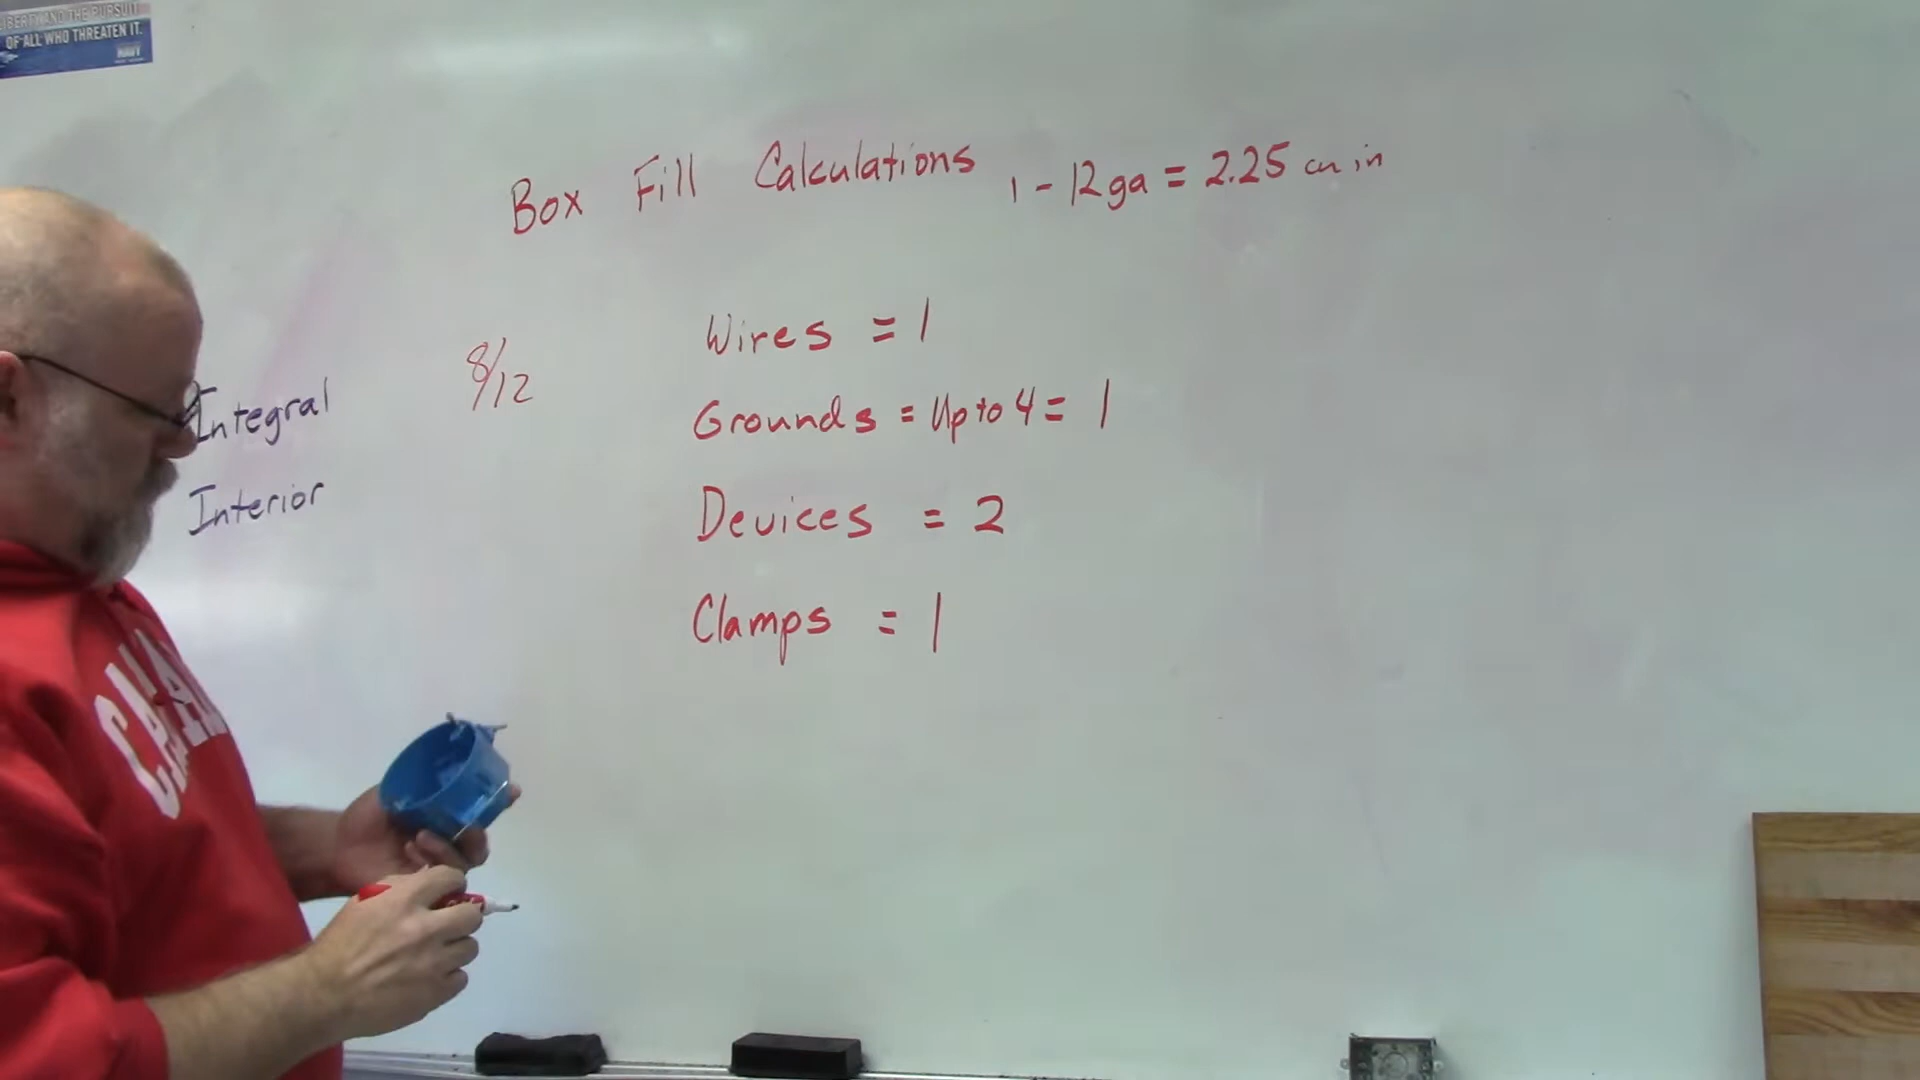 LIBERTY AND THE PURSUIT
OF ALL WHO THREATEN IT.
NAVY
Box Fill Calculations 1 - 12ga = 2.25 cu in
Wires = 1
8/12
Integral
Grounds = Up to 4 = 1
Interior
Devices = 2
Clamps = 1